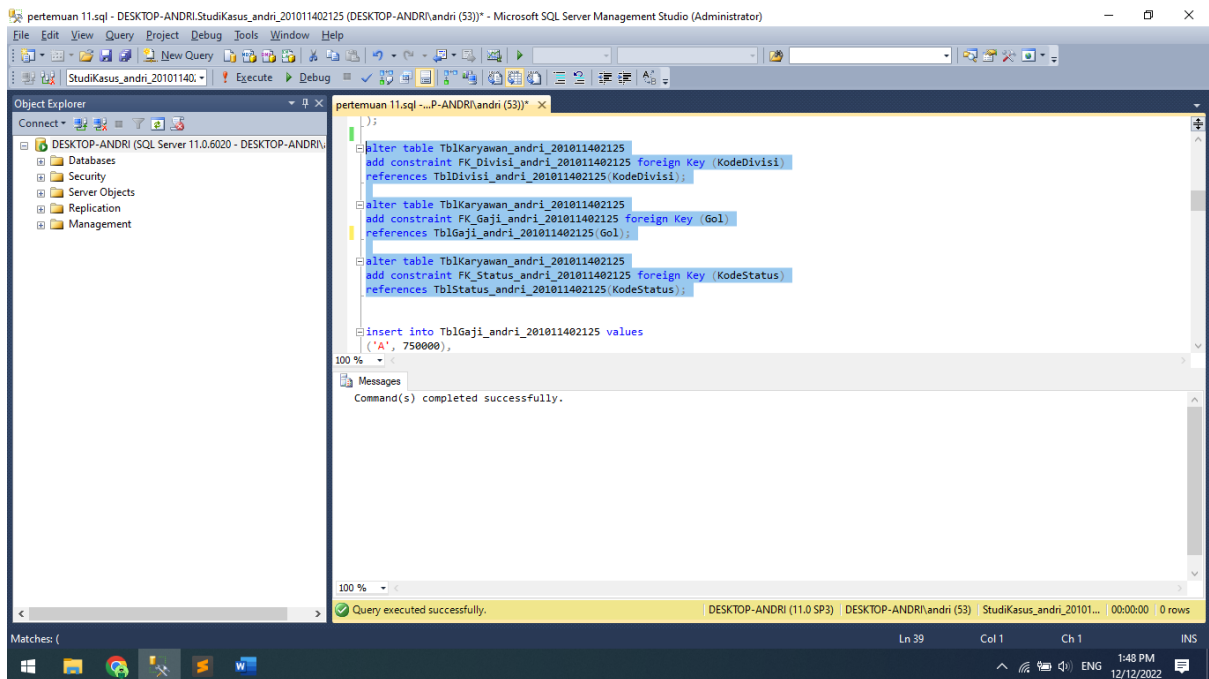 pertemuan 11.sql - DESKTOP-ANDRI.StudiKasus_andri_201011402125 (DESKTOP-ANDRI\andri (53))* - Microsoft SQL Server Management Studio (Administrator)
File Edit View Query Project Debug Tools Window Help
New Query
StudiKasus_andri_20101140; Execute Debug
Object Explorer
Connect
DESKTOP-ANDRI (SQL Server 11.0.6020 - DESKTOP-ANDRI\
Databases
Security
Server Objects
Replication
Management
pertemuan 11.sql -...P-ANDRI\andri (53))*
);
alter table TblKaryawan_andri_201011402125
add constraint FK_Divisi_andri_201011402125 foreign Key (KodeDivisi)
references TblDivisi_andri_201011402125(KodeDivisi);
alter table TblKaryawan_andri_201011402125
add constraint FK_Gaji_andri_201011402125 foreign Key (Gol)
references TblGaji_andri_201011402125(Gol);
alter table TblKaryawan_andri_201011402125
add constraint FK_Status_andri_201011402125 foreign Key (KodeStatus)
references TblStatus_andri_201011402125(KodeStatus);
insert into TblGaji_andri_201011402125 values
('A', 750000),
100 %
Messages
Command(s) completed successfully.
100 %
Query executed successfully.
DESKTOP-ANDRI (11.0 SP3) DESKTOP-ANDRI\andri (53) StudiKasus_andri_20101... 00:00:00 0 rows
Matches: ( Ln 39 Col 1 Ch 1 INS
ENG
1:48 PM
12/12/2022